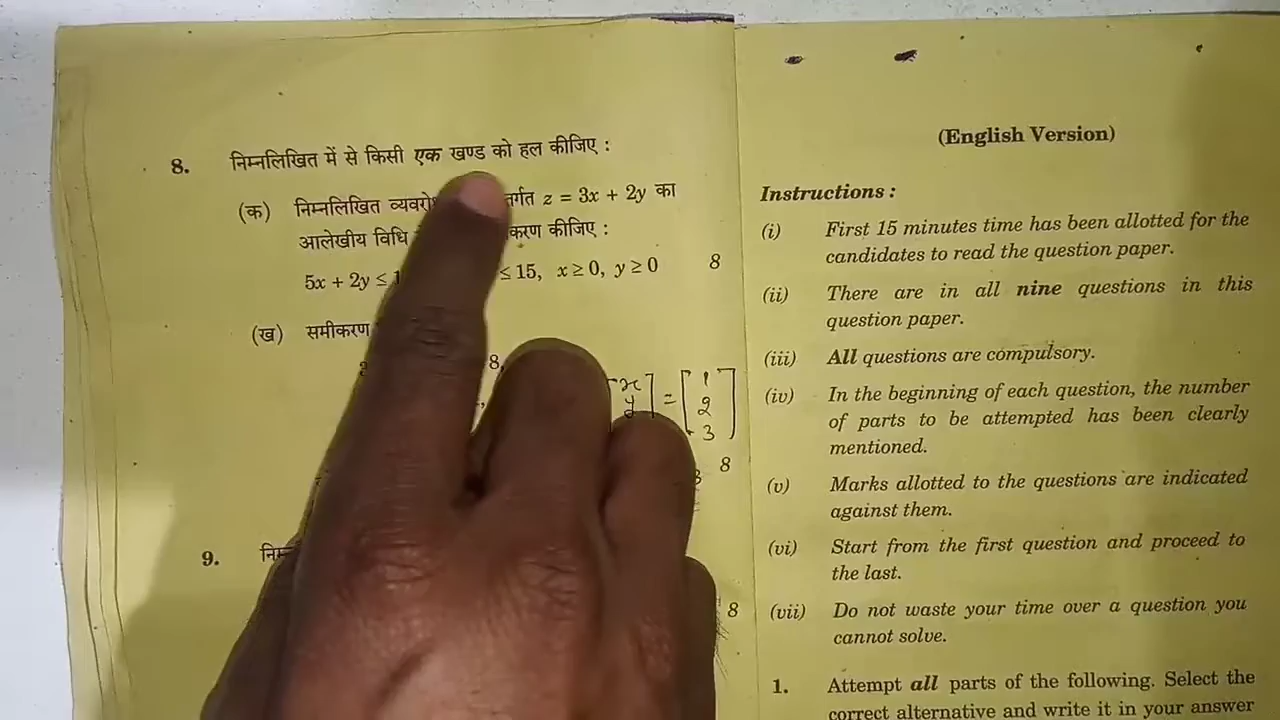 8. निम्नलिखित में से किसी एक खण्ड को हल कीजिए :
(क) निम्नलिखित z = 3x + 2y का
आलेखीय विधि कीजिए :
5x + 2y ≤ ≤ 15, x ≥ 0, y ≥ 0 8
(ख) समीकरण
8,
[x y] = [1 2 3]
8
9.
8
(English Version)
Instructions :
(i) First 15 minutes time has been allotted for the
candidates to read the question paper.
(ii) There are in all nine questions in this
question paper.
(iii) All questions are compulsory.
(iv) In the beginning of each question, the number
of parts to be attempted has been clearly
mentioned.
(v) Marks allotted to the questions are indicated
against them.
(vi) Start from the first question and proceed to
the last.
(vii) Do not waste your time over a question you
cannot solve.
1. Attempt all parts of the following. Select the
correct alternative and write it in your answer